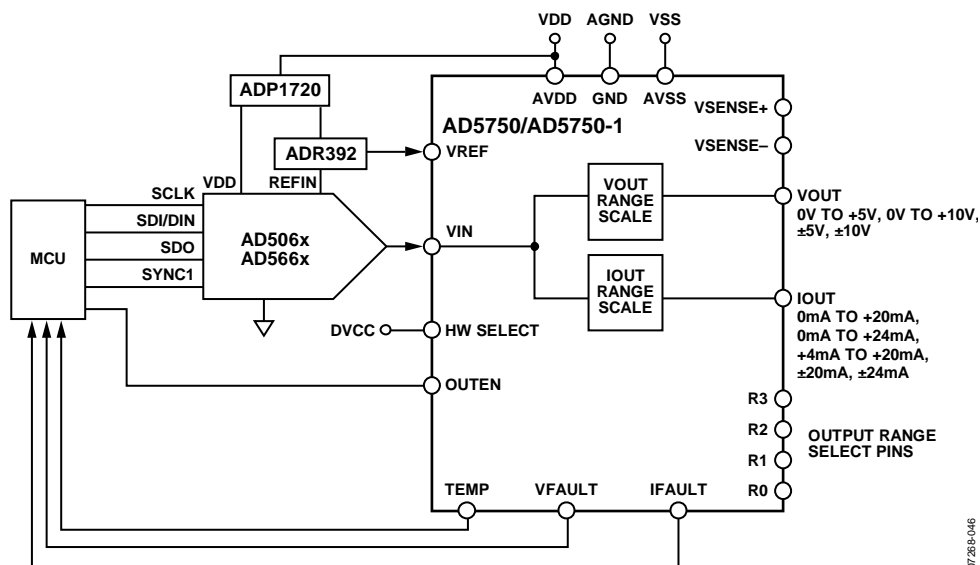 VDD AGND VSS
ADP1720
AVDD GND AVSS
VSENSE+
AD5750/AD5750-1
ADR392
VREF
VSENSE–
VDD REFIN
SCLK
SDI/DIN
SDO
SYNC1
MCU
AD506x
AD566x
VIN
VOUT
RANGE
SCALE
VOUT
0V TO +5V, 0V TO +10V,
±5V, ±10V
IOUT
RANGE
SCALE
IOUT
0mA TO +20mA,
0mA TO +24mA,
+4mA TO +20mA,
±20mA, ±24mA
DVCC
HW SELECT
OUTEN
R3
R2
R1
R0
OUTPUT RANGE
SELECT PINS
TEMP VFAULT IFAULT
07268-046